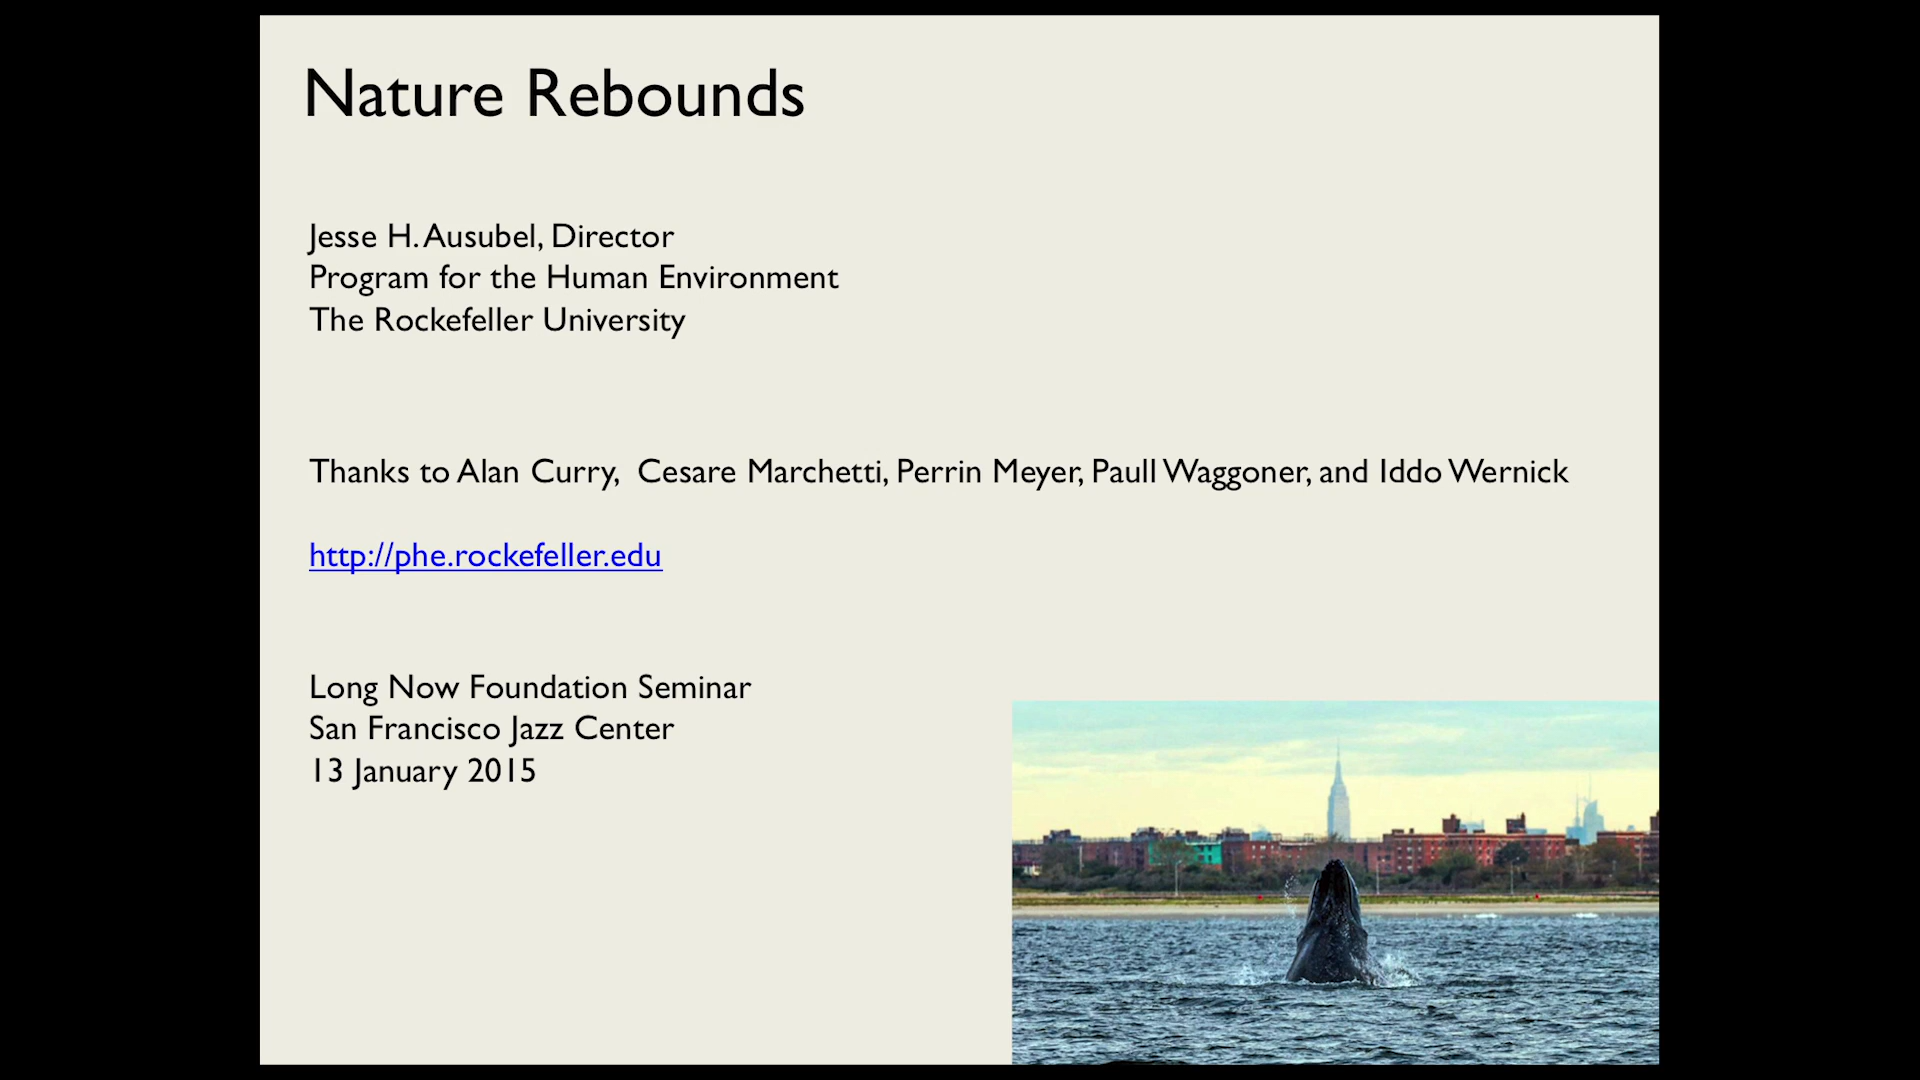 Nature Rebounds
Jesse H. Ausubel, Director
Program for the Human Environment
The Rockefeller University
Thanks to Alan Curry,  Cesare Marchetti, Perrin Meyer, Paull Waggoner, and Iddo Wernick
http://phe.rockefeller.edu
Long Now Foundation Seminar
San Francisco Jazz Center
13 January 2015